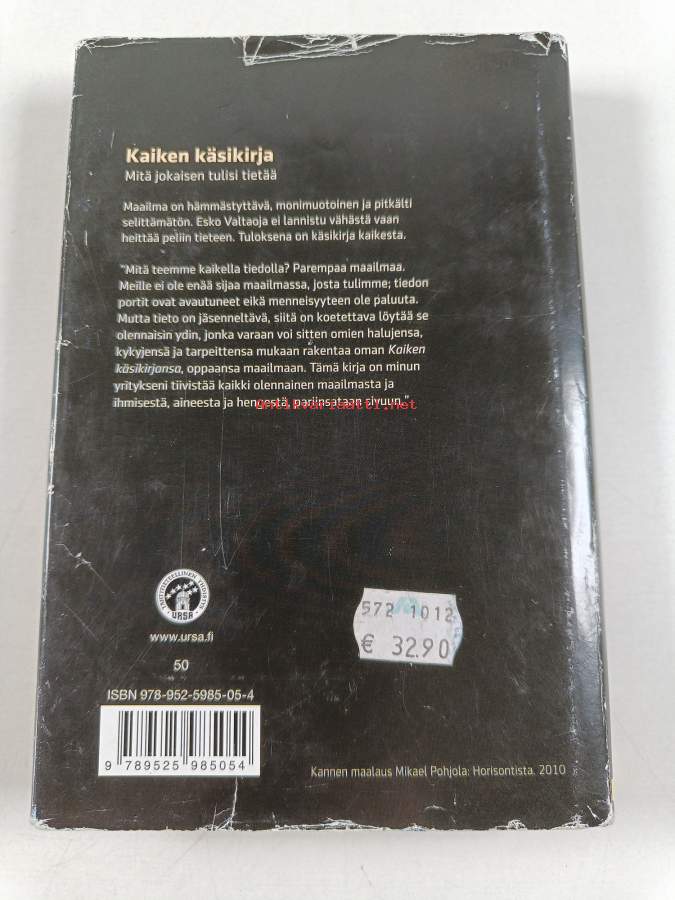 Kaiken käsikirja
Mitä jokaisen tulisi tietää
Maailma on hämmästyttävä, monimuotoinen ja pitkälti
selittämätön. Esko Valtaoja ei lannistu vähästä vaan
heittää peliin tieteen. Tuloksena on käsikirja kaikesta.
"Mitä teemme kaikella tiedolla? Parempaa maailmaa.
Meille ei ole enää sijaa maailmassa, josta tulimme; tiedon
portit ovat avautuneet eikä menneisyyteen ole paluuta.
Mutta tieto on jäsenneltävä, siitä on koetettava löytää se
olennaisin ydin, jonka varaan voi sitten omien halujensa,
kykyjensä ja tarpeittensa mukaan rakentaa oman Kaiken
käsikirjansa, oppaansa maailmaan. Tämä kirja on minun
yritykseni tiivistää kaikki olennainen maailmasta ja
ihmisestä, aineesta ja hengestä, pariinsataan sivuun."
Antikvariaatti.net
TÄHTITIETEELLINEN YHDISTYS
URSA
www.ursa.fi
572 1012
€ 32.90
50
ISBN 978-952-5985-05-4
9 789525 985054
Kannen maalaus Mikael Pohjola: Horisontista, 2010